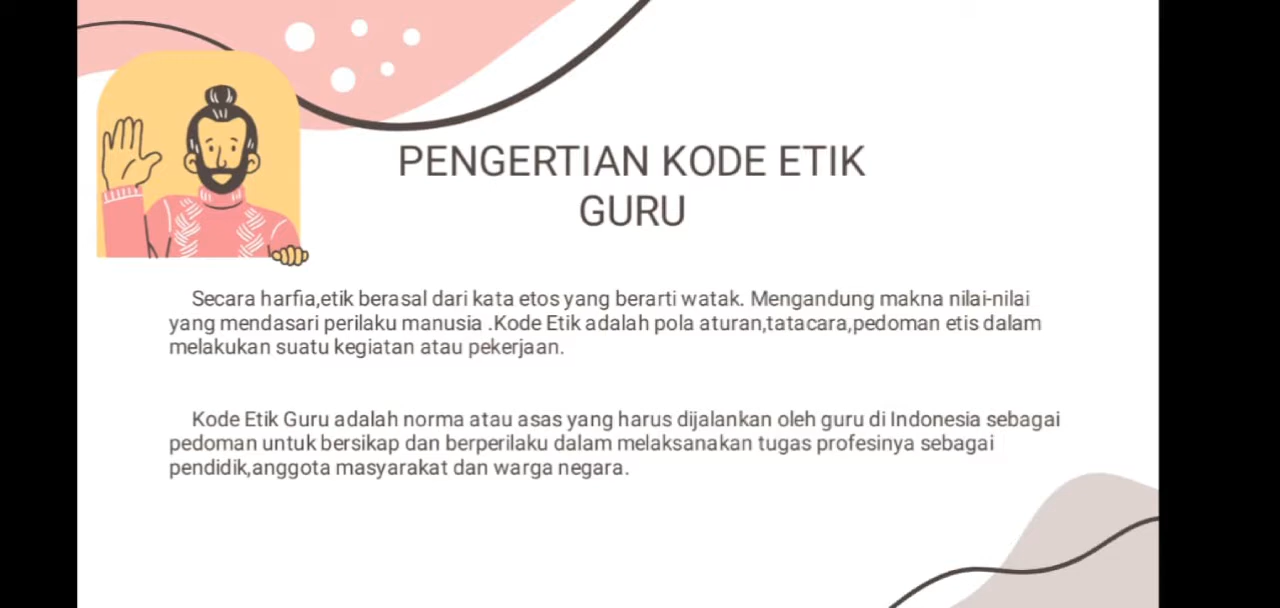 PENGERTIAN KODE ETIK
GURU
Secara harfia,etik berasal dari kata etos yang berarti watak. Mengandung makna nilai-nilai
yang mendasari perilaku manusia .Kode Etik adalah pola aturan,tatacara,pedoman etis dalam
melakukan suatu kegiatan atau pekerjaan.
Kode Etik Guru adalah norma atau asas yang harus dijalankan oleh guru di Indonesia sebagai
pedoman untuk bersikap dan berperilaku dalam melaksanakan tugas profesinya sebagai
pendidik,anggota masyarakat dan warga negara.